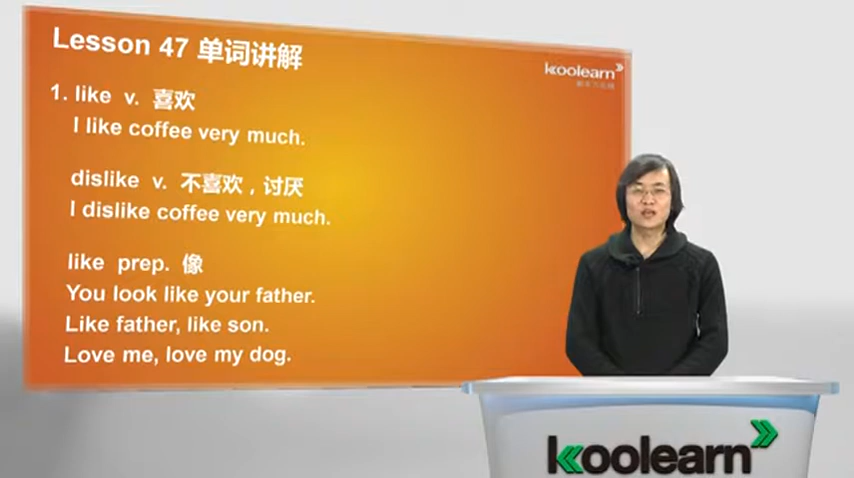 Lesson 47 单词讲解
koolearn
1. like v. 喜欢
I like coffee very much.
dislike v. 不喜欢，讨厌
I dislike coffee very much.
like prep. 像
You look like your father.
Like father, like son.
Love me, love my dog.
koolearn